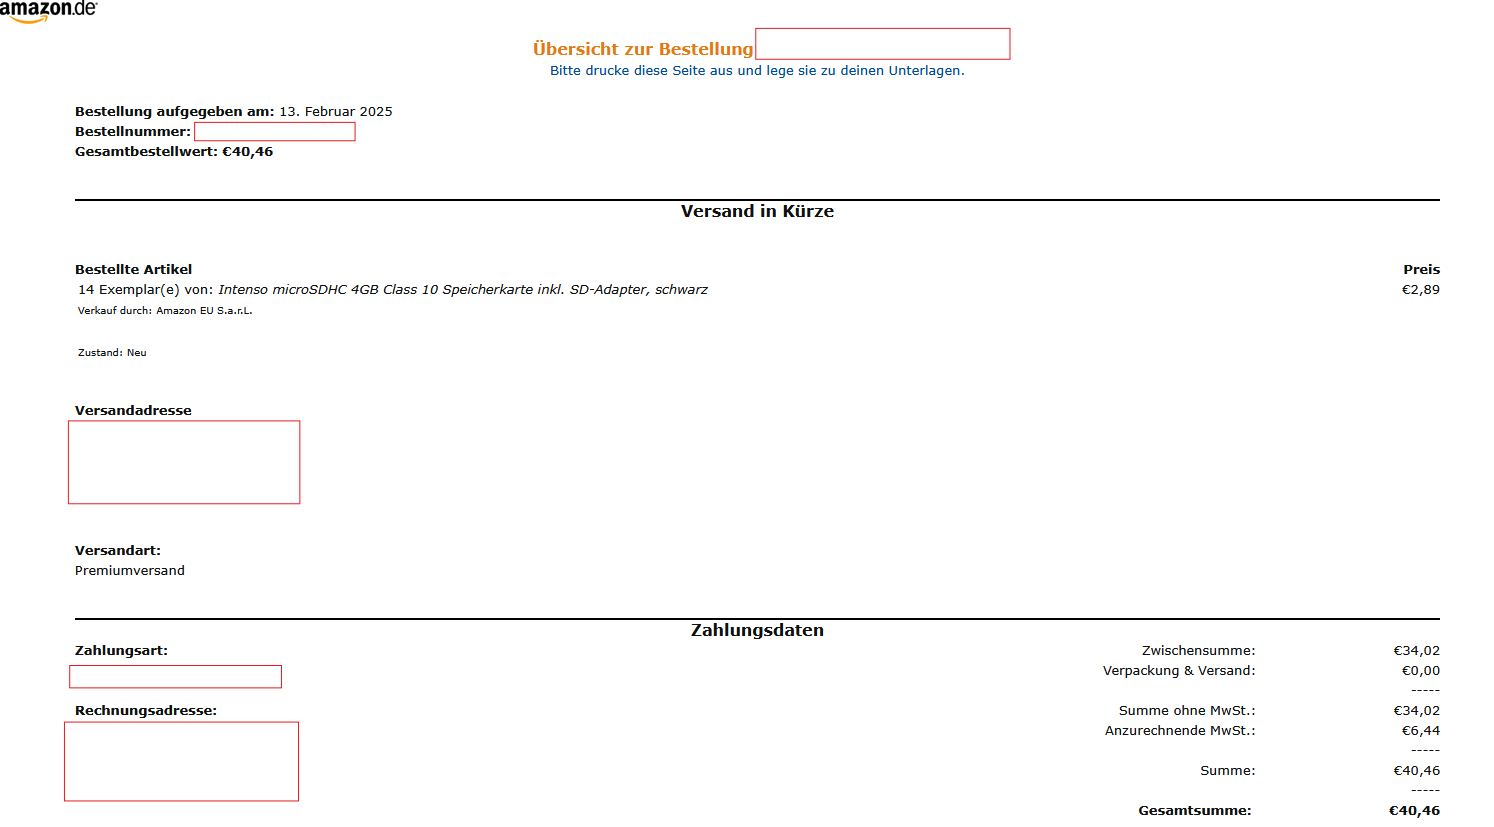 amazon.de
Übersicht zur Bestellung
Bitte drucke diese Seite aus und lege sie zu deinen Unterlagen.
Bestellung aufgegeben am: 13. Februar 2025
Bestellnummer:
Gesamtbestellwert: €40,46
Versand in Kürze
Bestellte Artikel Preis
14 Exemplar(e) von: Intenso microSDHC 4GB Class 10 Speicherkarte inkl. SD-Adapter, schwarz €2,89
Verkauf durch: Amazon EU S.a.r.L.
Zustand: Neu
Versandadresse
Versandart:
Premiumversand
Zahlungsdaten
Zahlungsart: Zwischensumme: €34,02
Verpackung & Versand: €0,00
-----
Rechnungsadresse: Summe ohne MwSt.: €34,02
Anzurechnende MwSt.: €6,44
-----
Summe: €40,46
-----
Gesamtsumme: €40,46